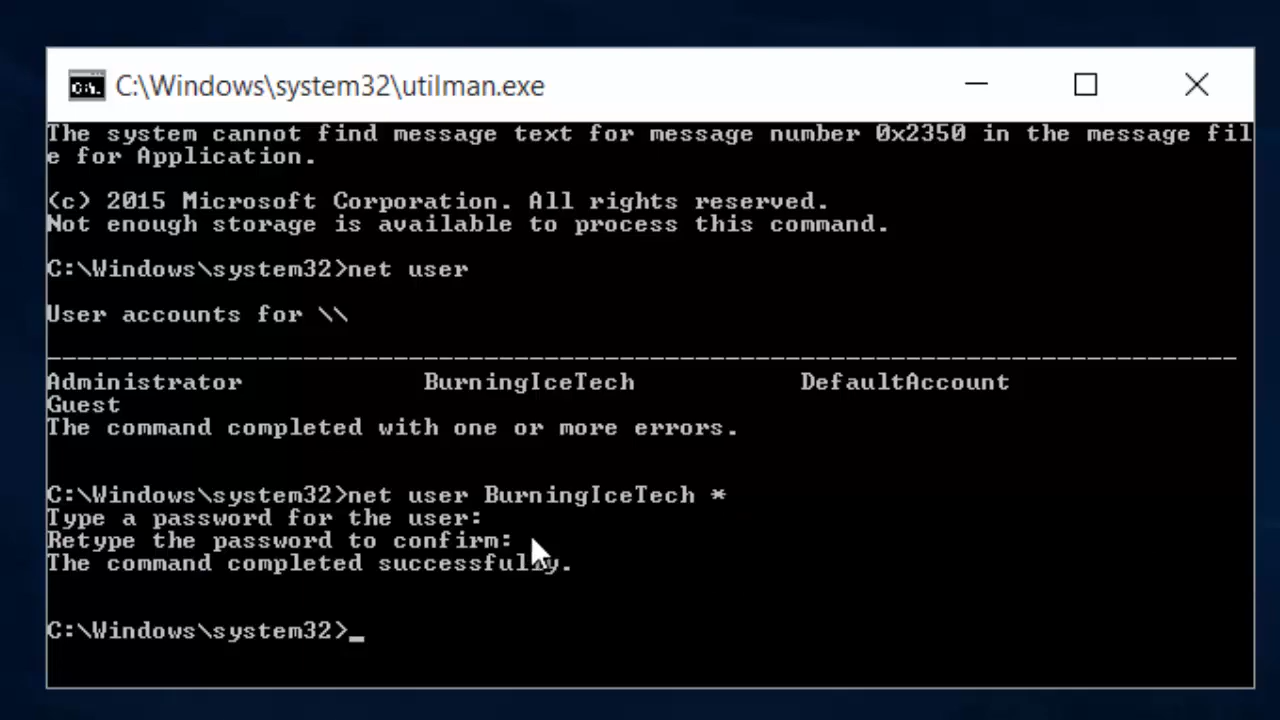 C:\Windows\system32\utilman.exe
The system cannot find message text for message number 0x2350 in the message fil
e for Application.
(c) 2015 Microsoft Corporation. All rights reserved.
Not enough storage is available to process this command.
C:\Windows\system32>net user
User accounts for \\
-------------------------------------------------------------------------------
Administrator BurningIceTech DefaultAccount
Guest
The command completed with one or more errors.
C:\Windows\system32>net user BurningIceTech *
Type a password for the user:
Retype the password to confirm:
The command completed successfully.
C:\Windows\system32>_